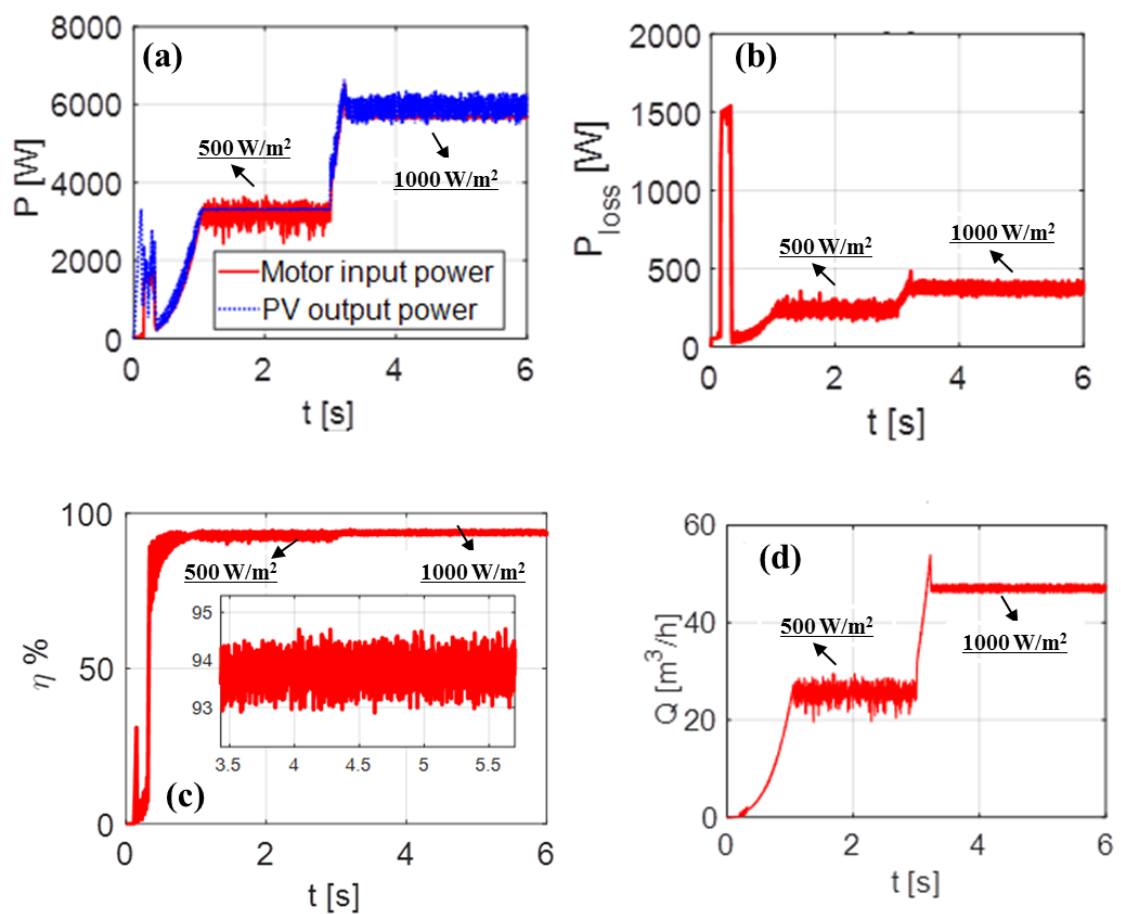 (a)
P [W]
8000
6000
4000
2000
0
500 W/m²
1000 W/m²
Motor input power
PV output power
0 2 4 6
t [s]
(b)
P_loss [W]
2000
1500
1000
500
0
500 W/m²
1000 W/m²
0 2 4 6
t [s]
(c)
η %
100
50
0
500 W/m²
1000 W/m²
95
94
93
3.5 4 4.5 5 5.5
0 2 4 6
t [s]
(d)
Q [m³/h]
60
40
20
0
500 W/m²
1000 W/m²
0 2 4 6
t [s]